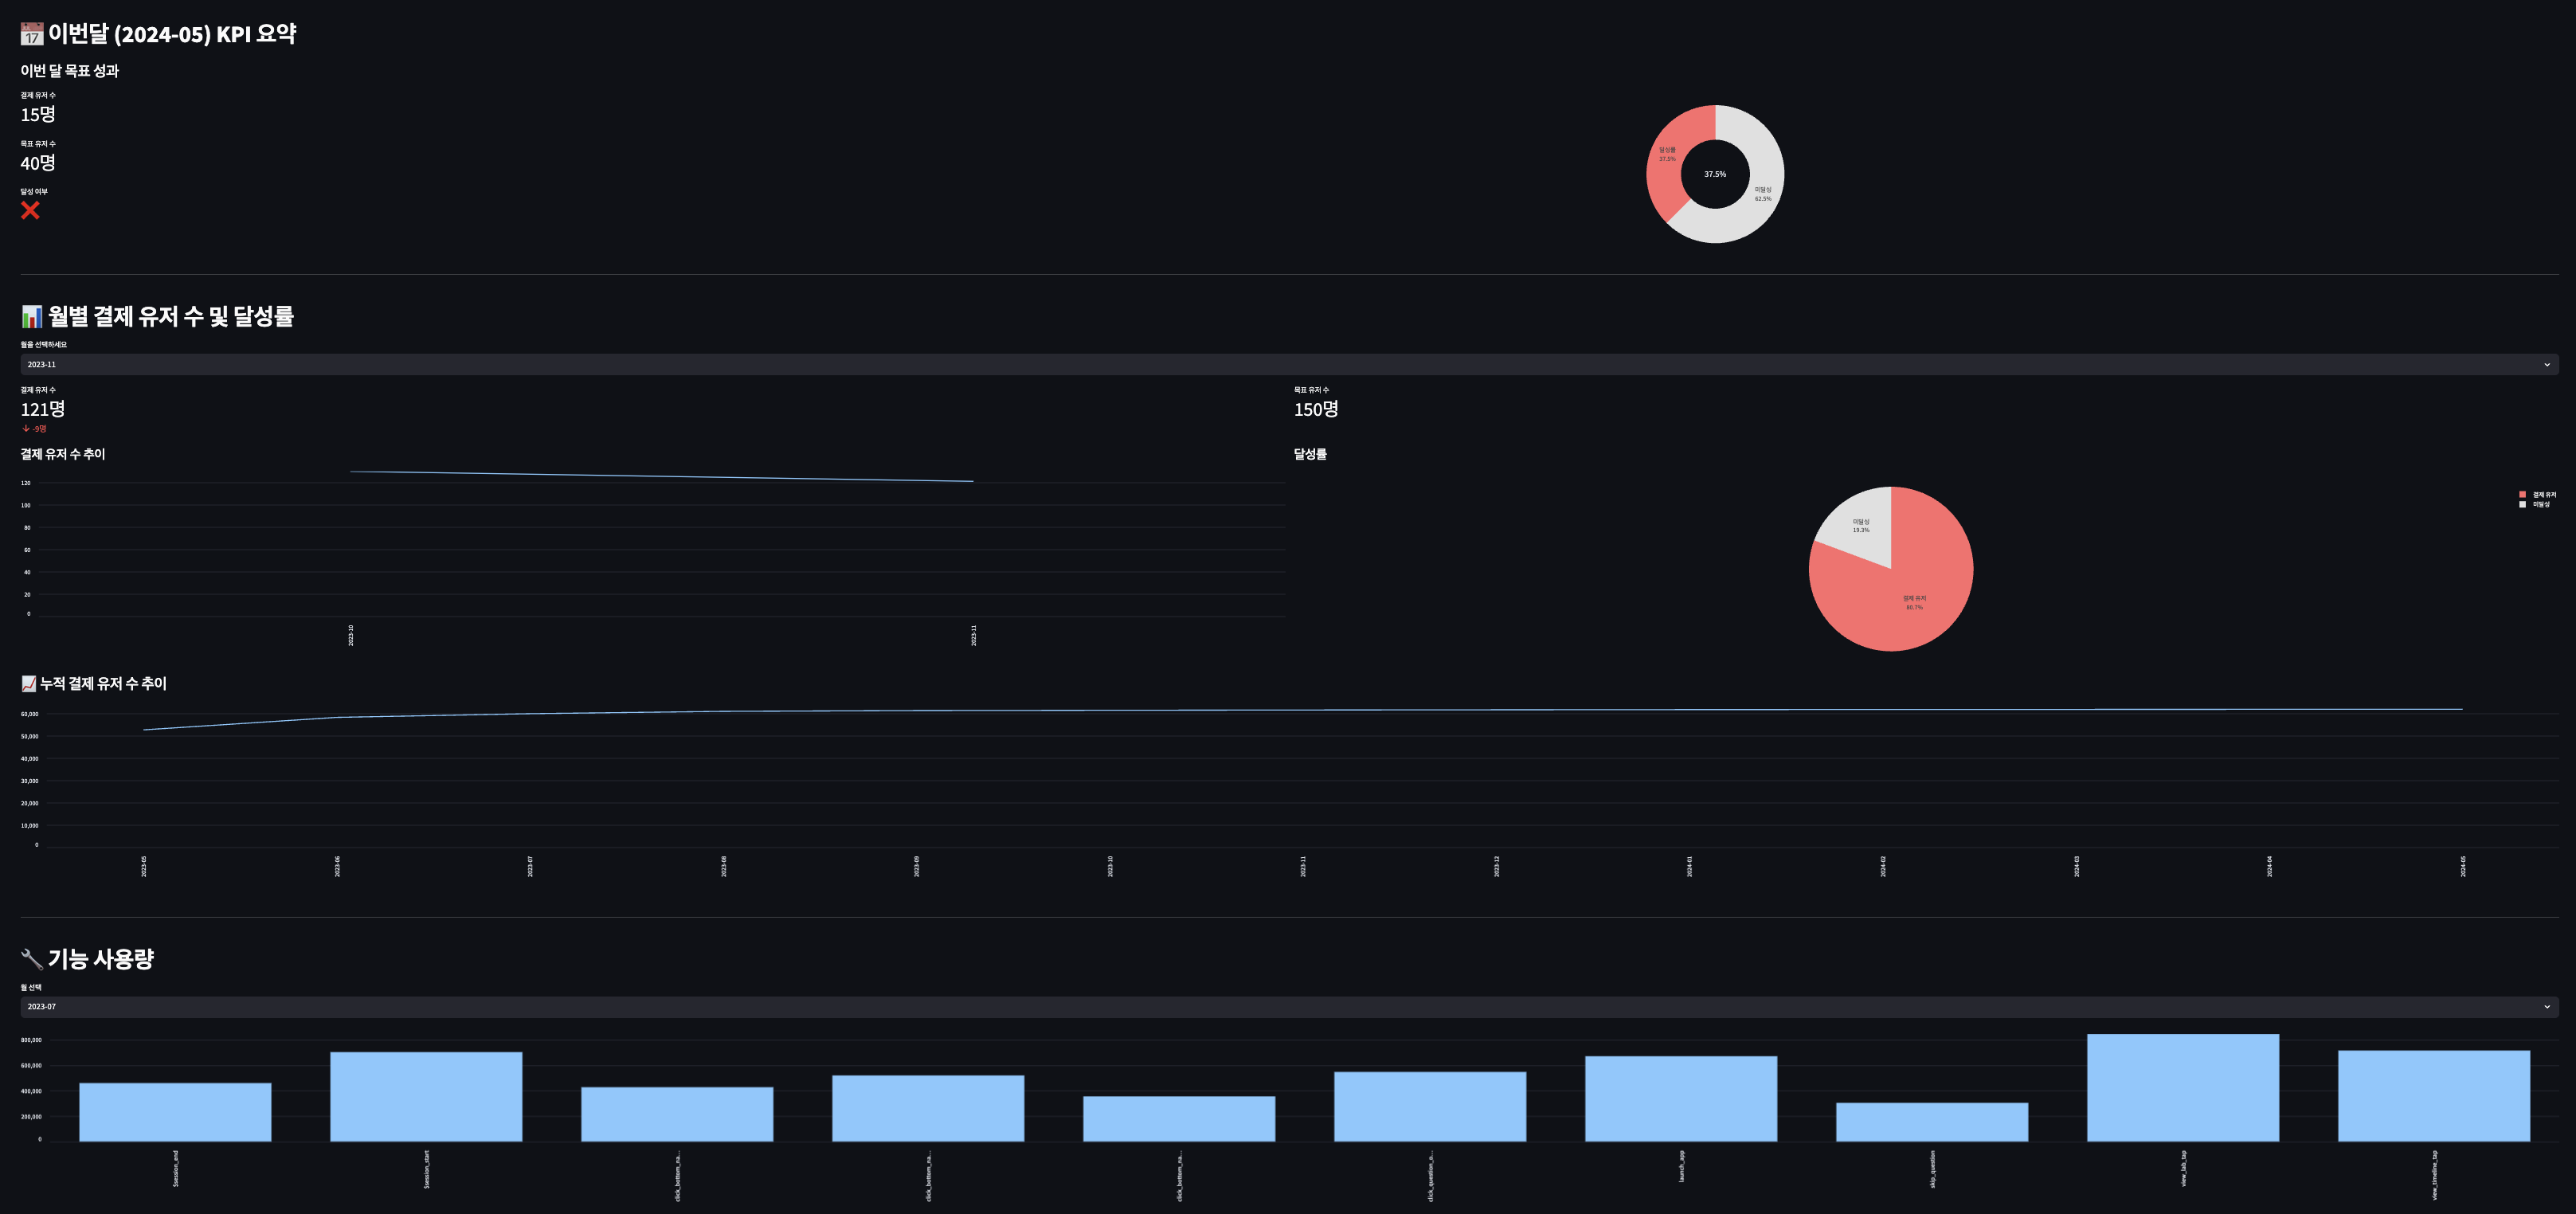 이번달 (2024-05) KPI 요약
이번 달 목표 성과
결제 유저 수
15명
목표 유저 수
40명
달성 여부
달성률
37.5%
37.5%
미달성
62.5%
월별 결제 유저 수 및 달성률
월을 선택하세요
2023-11
결제 유저 수
121명
-9명
목표 유저 수
150명
결제 유저 수 추이
120
100
80
60
40
20
0
2023-10
2023-11
달성률
결제 유저
미달성
미달성
19.3%
결제 유저
80.7%
누적 결제 유저 수 추이
60,000
50,000
40,000
30,000
20,000
10,000
0
2023-05
2023-06
2023-07
2023-08
2023-09
2023-10
2023-11
2023-12
2024-01
2024-02
2024-03
2024-04
2024-05
기능 사용량
월 선택
2023-07
800,000
600,000
400,000
200,000
0
$session_end
$session_start
click_bottom_na...
click_bottom_na...
click_bottom_na...
click_question_o...
launch_app
skip_question
view_lab_tap
view_timeline_tap